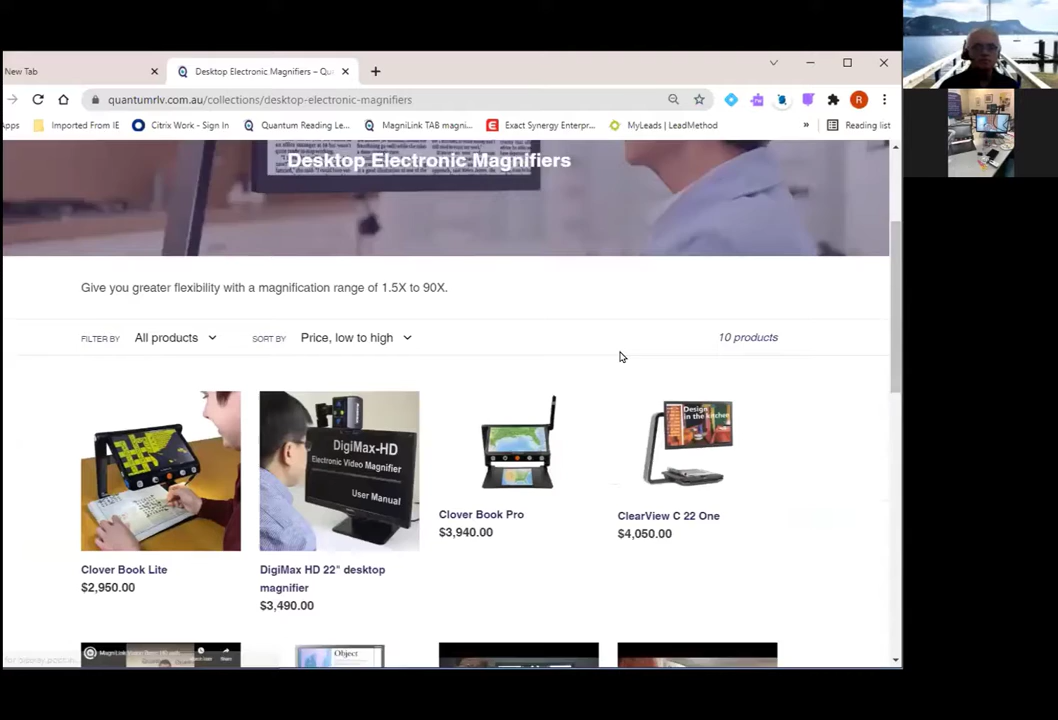 New Tab
Desktop Electronic Magnifiers – Qu
quantumrlv.com.au/collections/desktop-electronic-magnifiers
Apps Imported From IE Citrix Work - Sign In Quantum Reading Le... MagniLink TAB magni... Exact Synergy Enterpr... MyLeads | LeadMethod » Reading list
Desktop Electronic Magnifiers
Give you greater flexibility with a magnification range of 1.5X to 90X.
FILTER BY All products SORT BY Price, low to high 10 products
DigiMax-HD
Electronic Video Magnifier
User Manual
Design
in the kitchen
Clover Book Lite
$2,950.00
DigiMax HD 22" desktop
magnifier
$3,490.00
Clover Book Pro
$3,940.00
ClearView C 22 One
$4,050.00
Object